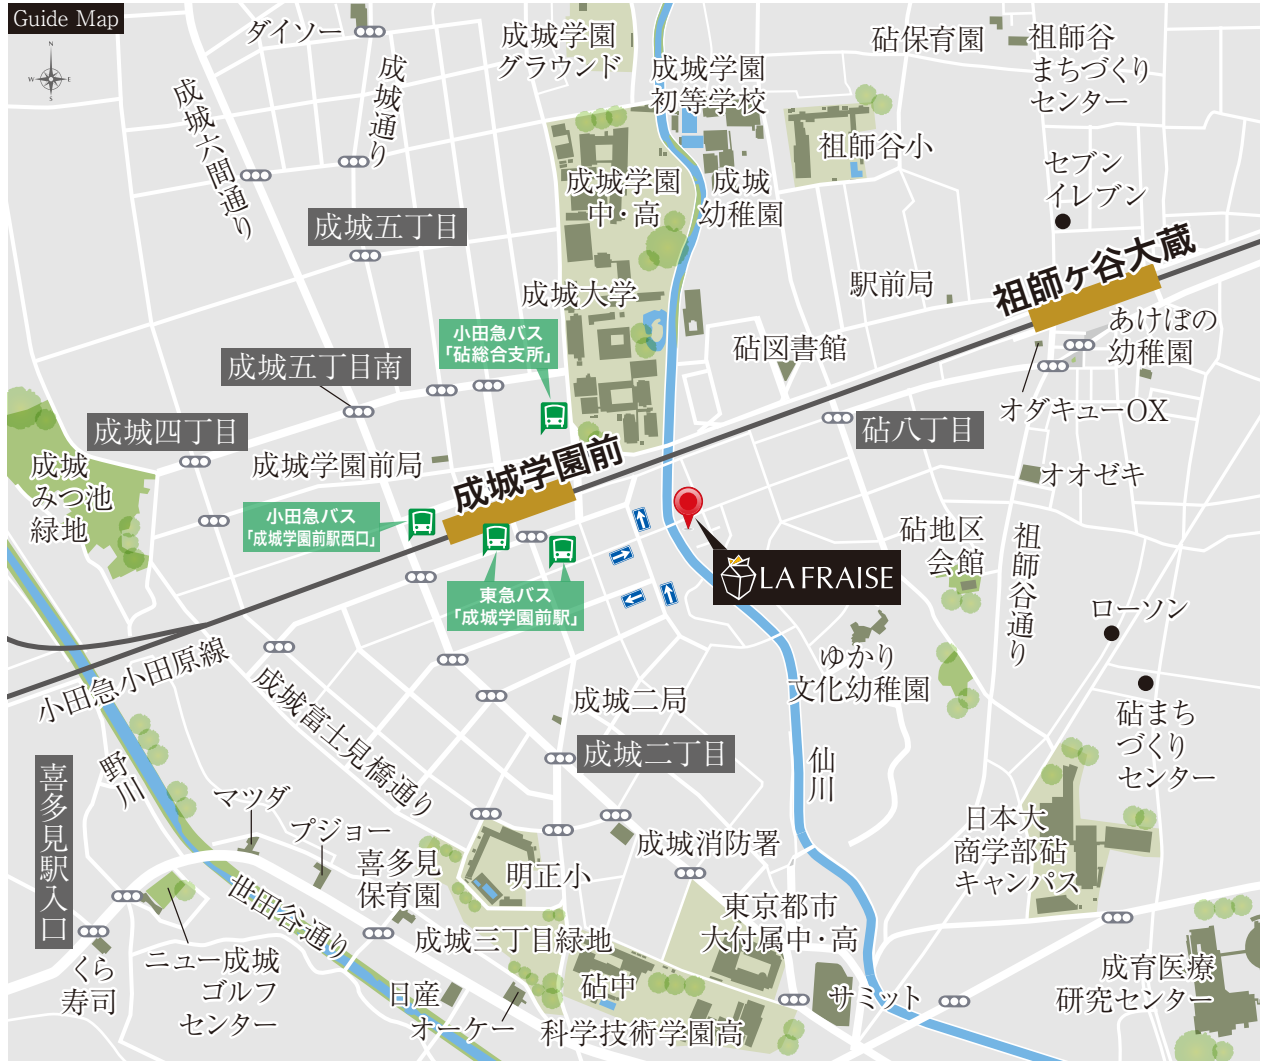 Guide Map
N
W
E
S
ダイソー
成城学園
グラウンド
成城通り
成城六間通り
成城学園
初等学校
砧保育園
祖師谷
まちづくり
センター
祖師谷小
セブン
イレブン
成城学園
中・高
成城
幼稚園
成城五丁目
祖師ヶ谷大蔵
駅前局
成城大学
あけぼの
幼稚園
小田急バス
「砧総合支所」
砧図書館
成城五丁目南
オダキューOX
成城四丁目
砧八丁目
成城学園前局
成城学園前
成城
みつ池
緑地
オオゼキ
小田急バス
「成城学園前駅西口」
砧地区
会館
祖師谷通り
LA FRAISE
東急バス
「成城学園前駅」
ローソン
小田急小田原線
ゆかり
文化幼稚園
成城富士見橋通り
成城二局
砧まち
づくり
センター
成城二丁目
野川
仙川
喜多見駅入口
マツダ
プジョー
喜多見
保育園
明正小
成城消防署
日本大
商学部砧
キャンパス
世田谷通り
東京都市
大付属中・高
成城三丁目緑地
くら
寿司
ニュー成城
ゴルフ
センター
日産
オーケー
砧中
サミット
成育医療
研究センター
科学技術学園高